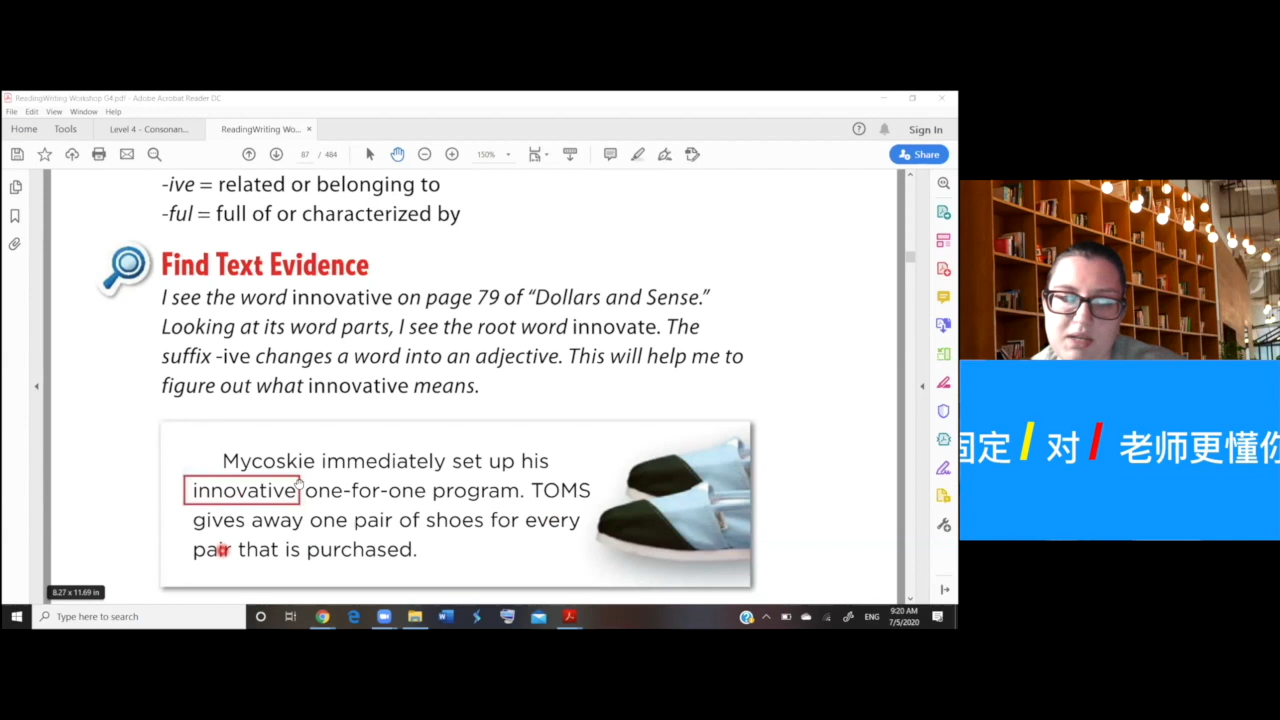 ReadingWriting Workshop G4.pdf - Adobe Acrobat Reader DC
File Edit View Window Help
Home Tools Level 4 - Consonan... ReadingWriting Wo... × Sign In
87 / 464 150% Share
-ive = related or belonging to
-ful = full of or characterized by
Find Text Evidence
I see the word innovative on page 79 of “Dollars and Sense.”
Looking at its word parts, I see the root word innovate. The
suffix -ive changes a word into an adjective. This will help me to
figure out what innovative means.
Mycoskie immediately set up his
innovative one-for-one program. TOMS
gives away one pair of shoes for every
pair that is purchased.
8.27 x 11.69 in
Type here to search
ENG
9:20 AM
7/5/2020
固定/对/老师更懂你